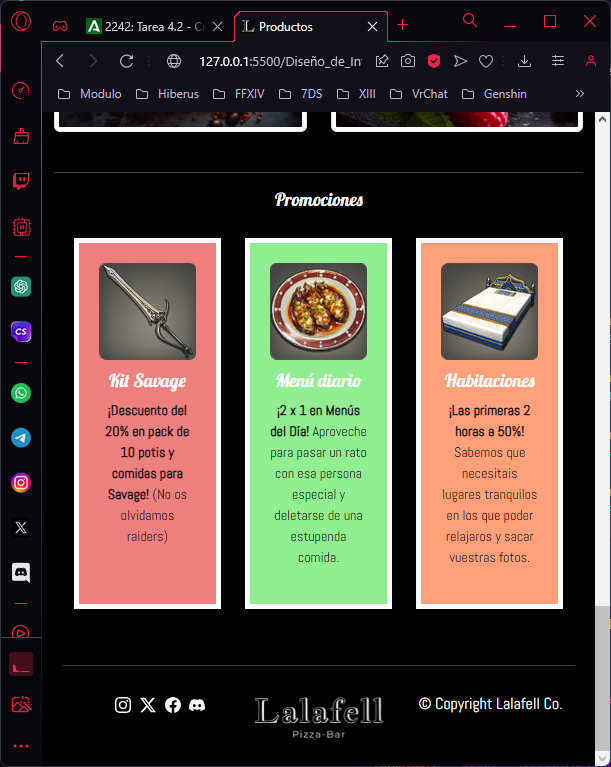 2242: Tarea 4.2 - C
Productos
127.0.0.1:5500/Diseño_de_In
Modulo
Hiberus
FFXIV
7DS
XIII
VrChat
Genshin
Promociones
Kit Savage
¡Descuento del
20% en pack de
10 potis y
comidas para
Savage! (No os
olvidamos
raiders)
Menú diario
¡2 x 1 en Menús
del Día! Aproveche
para pasar un rato
con esa persona
especial y
deletarse de una
estupenda
comida.
Habitaciones
¡Las primeras 2
horas a 50%!
Sabemos que
necesitais
lugares tranquilos
en los que poder
relajaros y sacar
vuestras fotos.
Lalafell
Pizza-Bar
© Copyright Lalafell Co.
CS